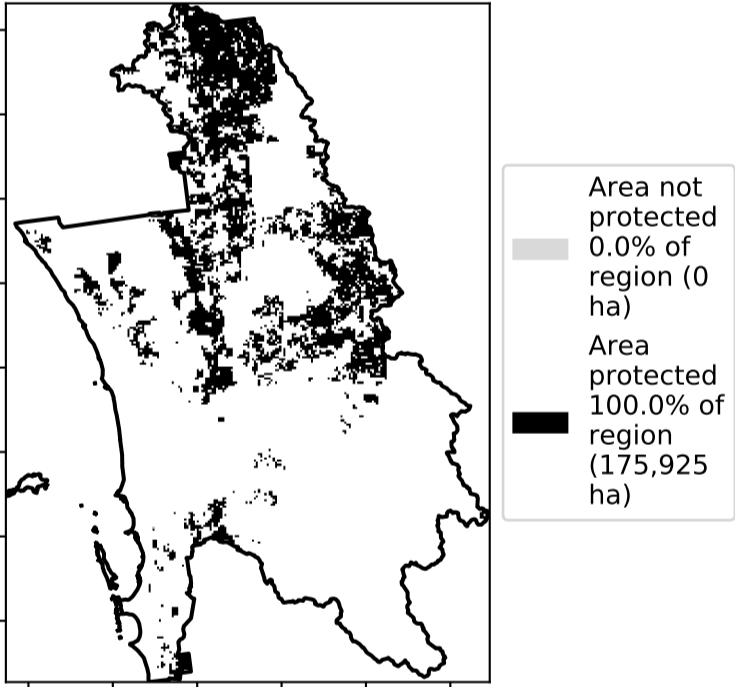 Area not
protected
0.0% of
region (0
ha)
Area
protected
100.0% of
region
(175,925
ha)